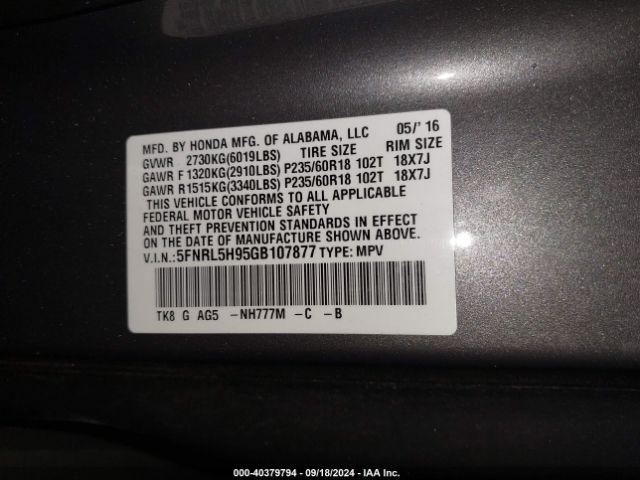 MFD. BY HONDA MFG. OF ALABAMA, LLC 05/'16
GVWR 2730KG(6019LBS) TIRE SIZE RIM SIZE
GAWR F1320KG(2910LBS) P235/60R18 102T 18X7J
GAWR R1515KG(3340LBS) P235/60R18 102T 18X7J
THIS VEHICLE CONFORMS TO ALL APPLICABLE
FEDERAL MOTOR VEHICLE SAFETY
AND THEFT PREVENTION STANDARDS IN EFFECT
ON THE DATE OF MANUFACTURE SHOWN ABOVE.
V.I.N.:5FNRL5H95GB107877 TYPE: MPV
TK8 G AG5 -NH777M -C -B
000-40379794 - 09/18/2024 - IAA Inc.